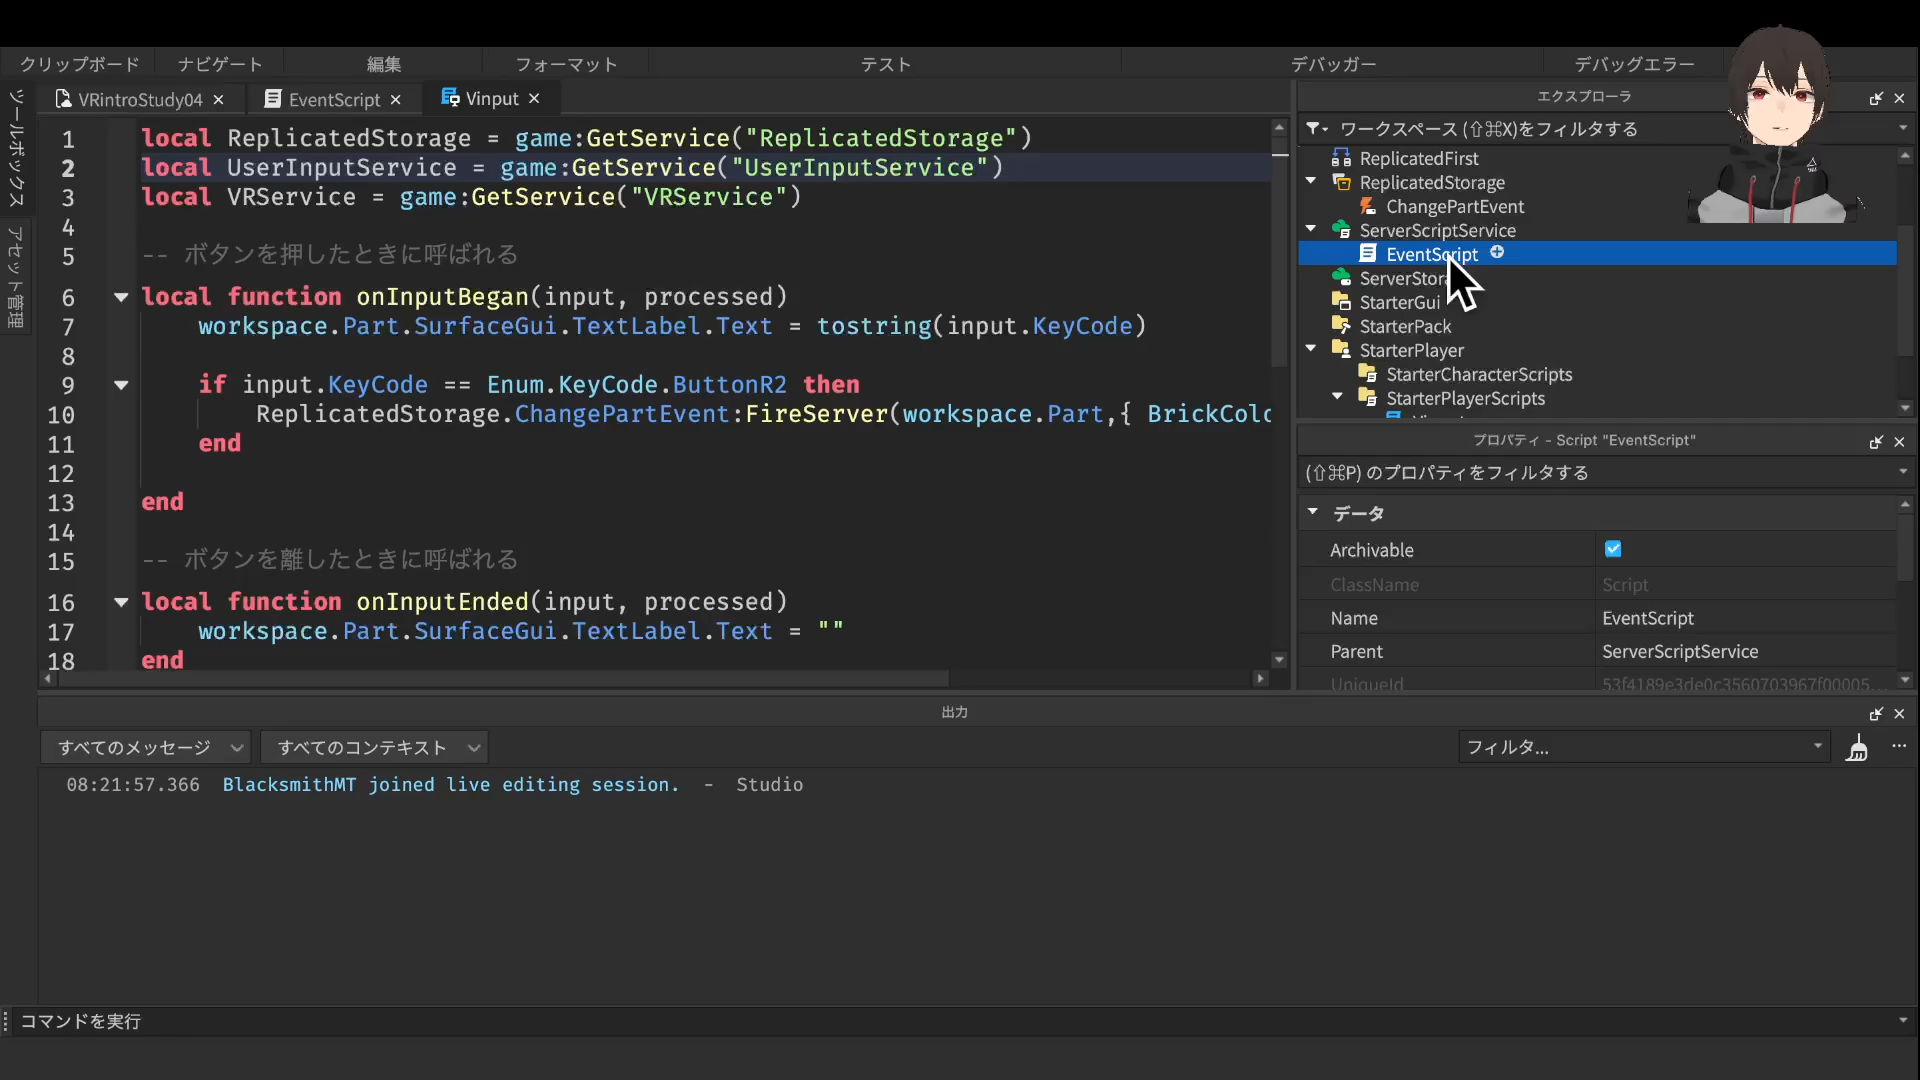 クリップボード ナビゲート 編集 フォーマット テスト デバッガー デバッグエラー
ツールボックス
アセット管理
VRintroStudy04 × EventScript × Vinput ×
1 local ReplicatedStorage = game:GetService("ReplicatedStorage")
2 local UserInputService = game:GetService("UserInputService")
3 local VRService = game:GetService("VRService")
4
5 -- ボタンを押したときに呼ばれる
6 local function onInputBegan(input, processed)
7 workspace.Part.SurfaceGui.TextLabel.Text = tostring(input.KeyCode)
8
9 if input.KeyCode == Enum.KeyCode.ButtonR2 then
10 ReplicatedStorage.ChangePartEvent:FireServer(workspace.Part,{ BrickColo
11 end
12
13 end
14
15 -- ボタンを離したときに呼ばれる
16 local function onInputEnded(input, processed)
17 workspace.Part.SurfaceGui.TextLabel.Text = ""
18 end
エクスプローラ
ワークスペース (⇧⌘X)をフィルタする
ReplicatedFirst
ReplicatedStorage
ChangePartEvent
ServerScriptService
EventScript
ServerStora
StarterGui
StarterPack
StarterPlayer
StarterCharacterScripts
StarterPlayerScripts
プロパティ - Script "EventScript"
(⇧⌘P) のプロパティをフィルタする
データ
Archivable
ClassName Script
Name EventScript
Parent ServerScriptService
UniqueId 53f4189e3de0c3560703967f00005...
出力
すべてのメッセージ すべてのコンテキスト フィルタ...
08:21:57.366 BlacksmithMT joined live editing session. - Studio
コマンドを実行